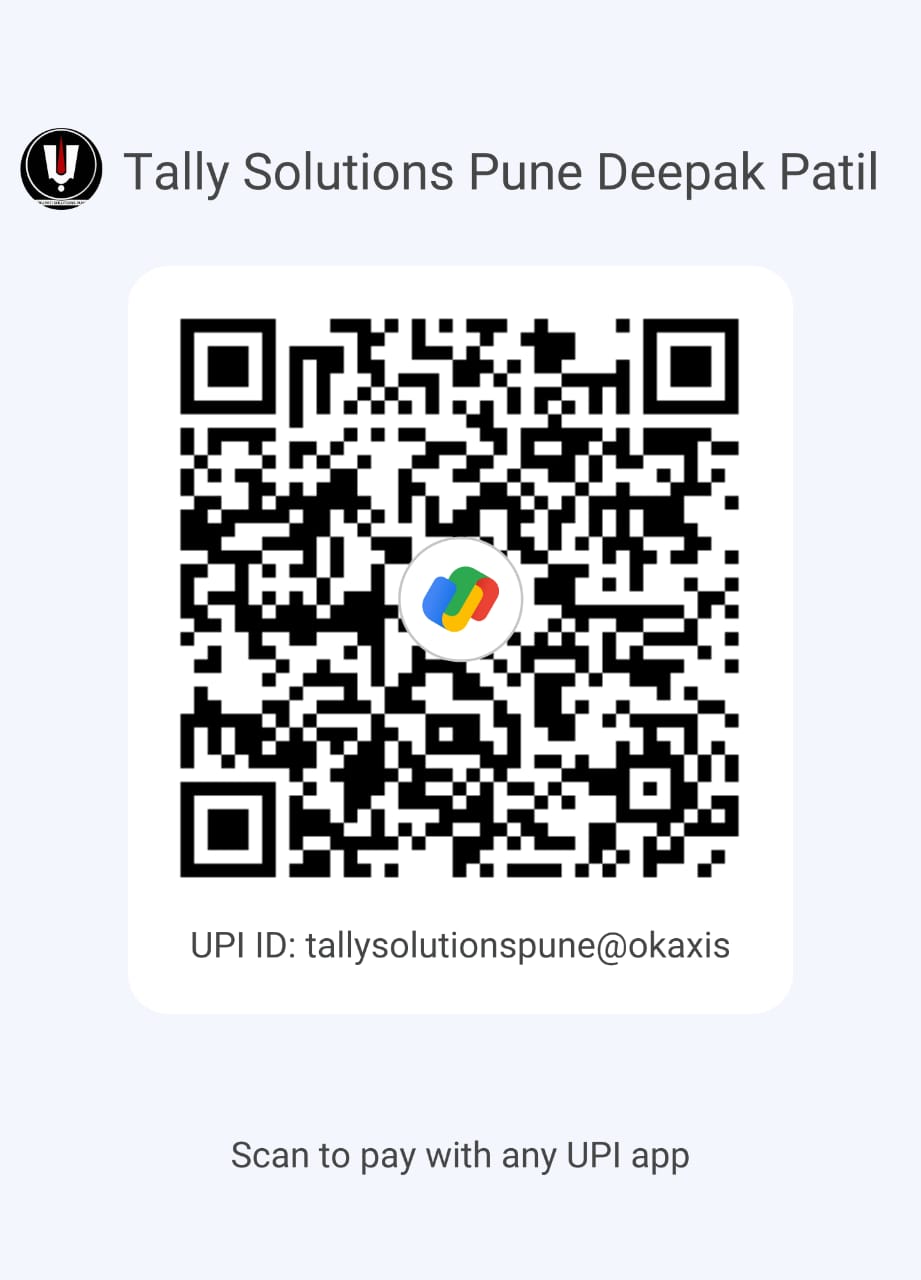 Tally Solutions Pune Deepak Patil
UPI ID: tallysolutionspune@okaxis
Scan to pay with any UPI app